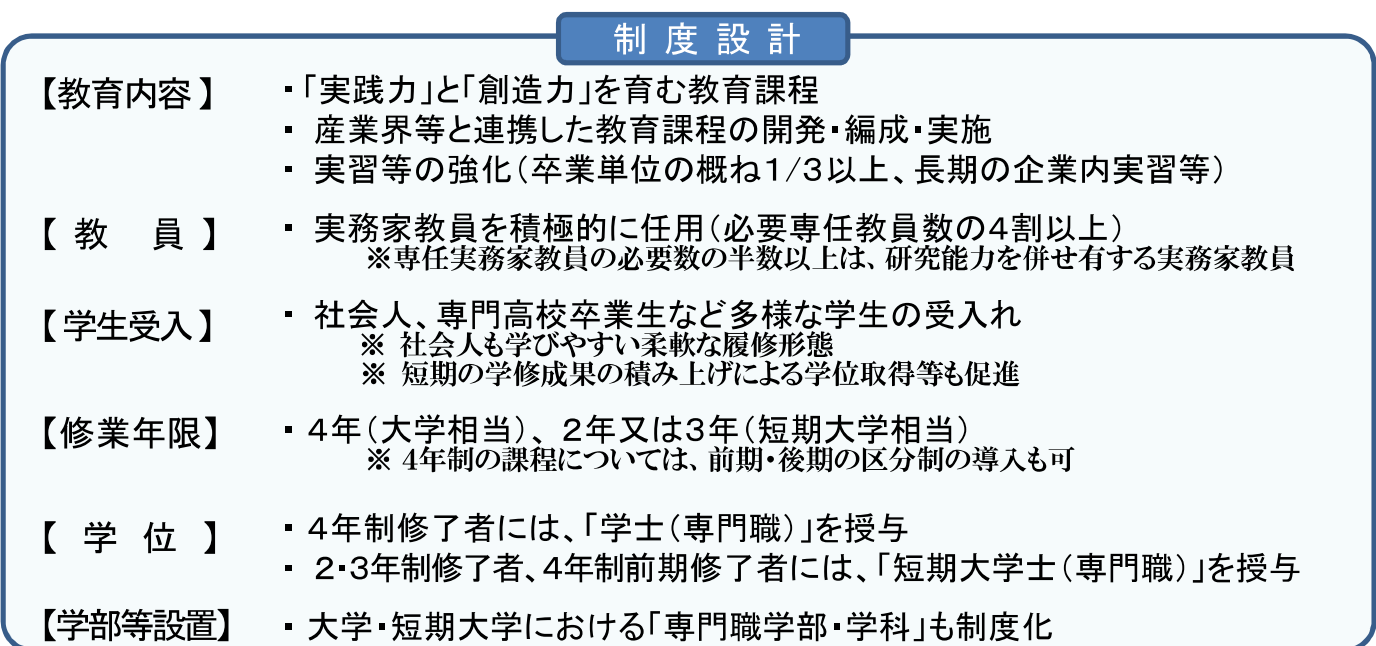 制度設計
【教育内容】 ・「実践力」と「創造力」を育む教育課程
・ 産業界等と連携した教育課程の開発・編成・実施
・ 実習等の強化（卒業単位の概ね１/３以上、長期の企業内実習等）
【 教 員 】 ・ 実務家教員を積極的に任用（必要専任教員数の４割以上）
※専任実務家教員の必要数の半数以上は、研究能力を併せ有する実務家教員
【学生受入】 ・ 社会人、専門高校卒業生など多様な学生の受入れ
※ 社会人も学びやすい柔軟な履修形態
※ 短期の学修成果の積み上げによる学位取得等も促進
【修業年限】 ・ ４年（大学相当）、２年又は３年（短期大学相当）
※ 4年制の課程については、前期・後期の区分制の導入も可
【 学 位 】 ・ ４年制修了者には、「学士（専門職）」を授与
・ ２・３年制修了者、４年制前期修了者には、「短期大学士（専門職）」を授与
【学部等設置】 ・ 大学・短期大学における「専門職学部・学科」も制度化